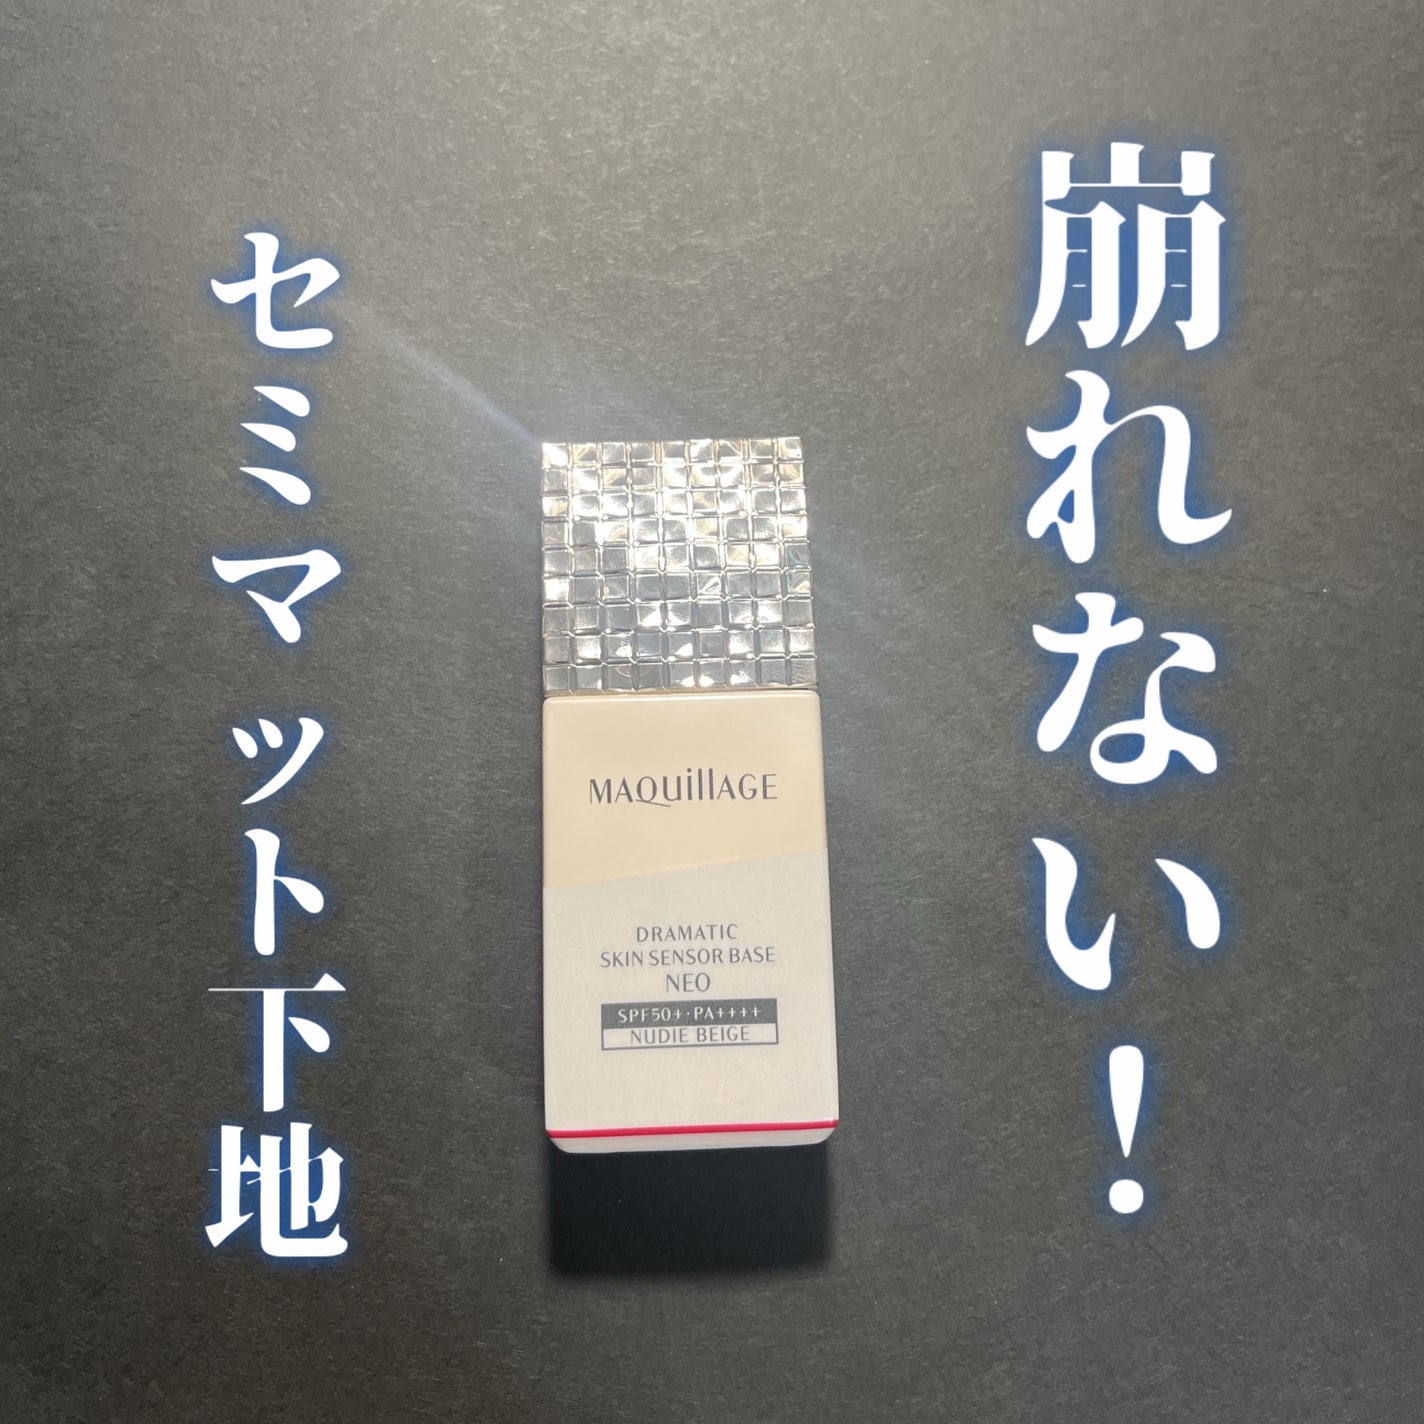 崩れない！
セミマット下地
MAQuillAGE
DRAMATIC
SKIN SENSOR BASE
NEO
SPF50+・PA++++
NUDIE BEIGE